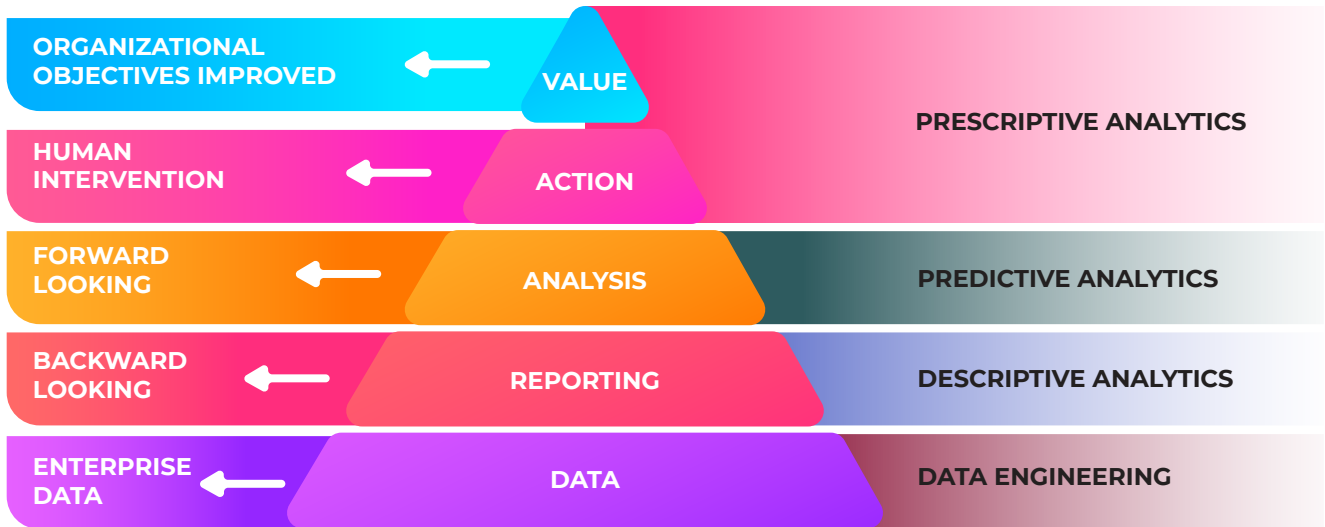 ORGANIZATIONAL
OBJECTIVES IMPROVED
VALUE
PRESCRIPTIVE ANALYTICS
HUMAN
INTERVENTION
ACTION
FORWARD
LOOKING
ANALYSIS
PREDICTIVE ANALYTICS
BACKWARD
LOOKING
REPORTING
DESCRIPTIVE ANALYTICS
ENTERPRISE
DATA
DATA
DATA ENGINEERING